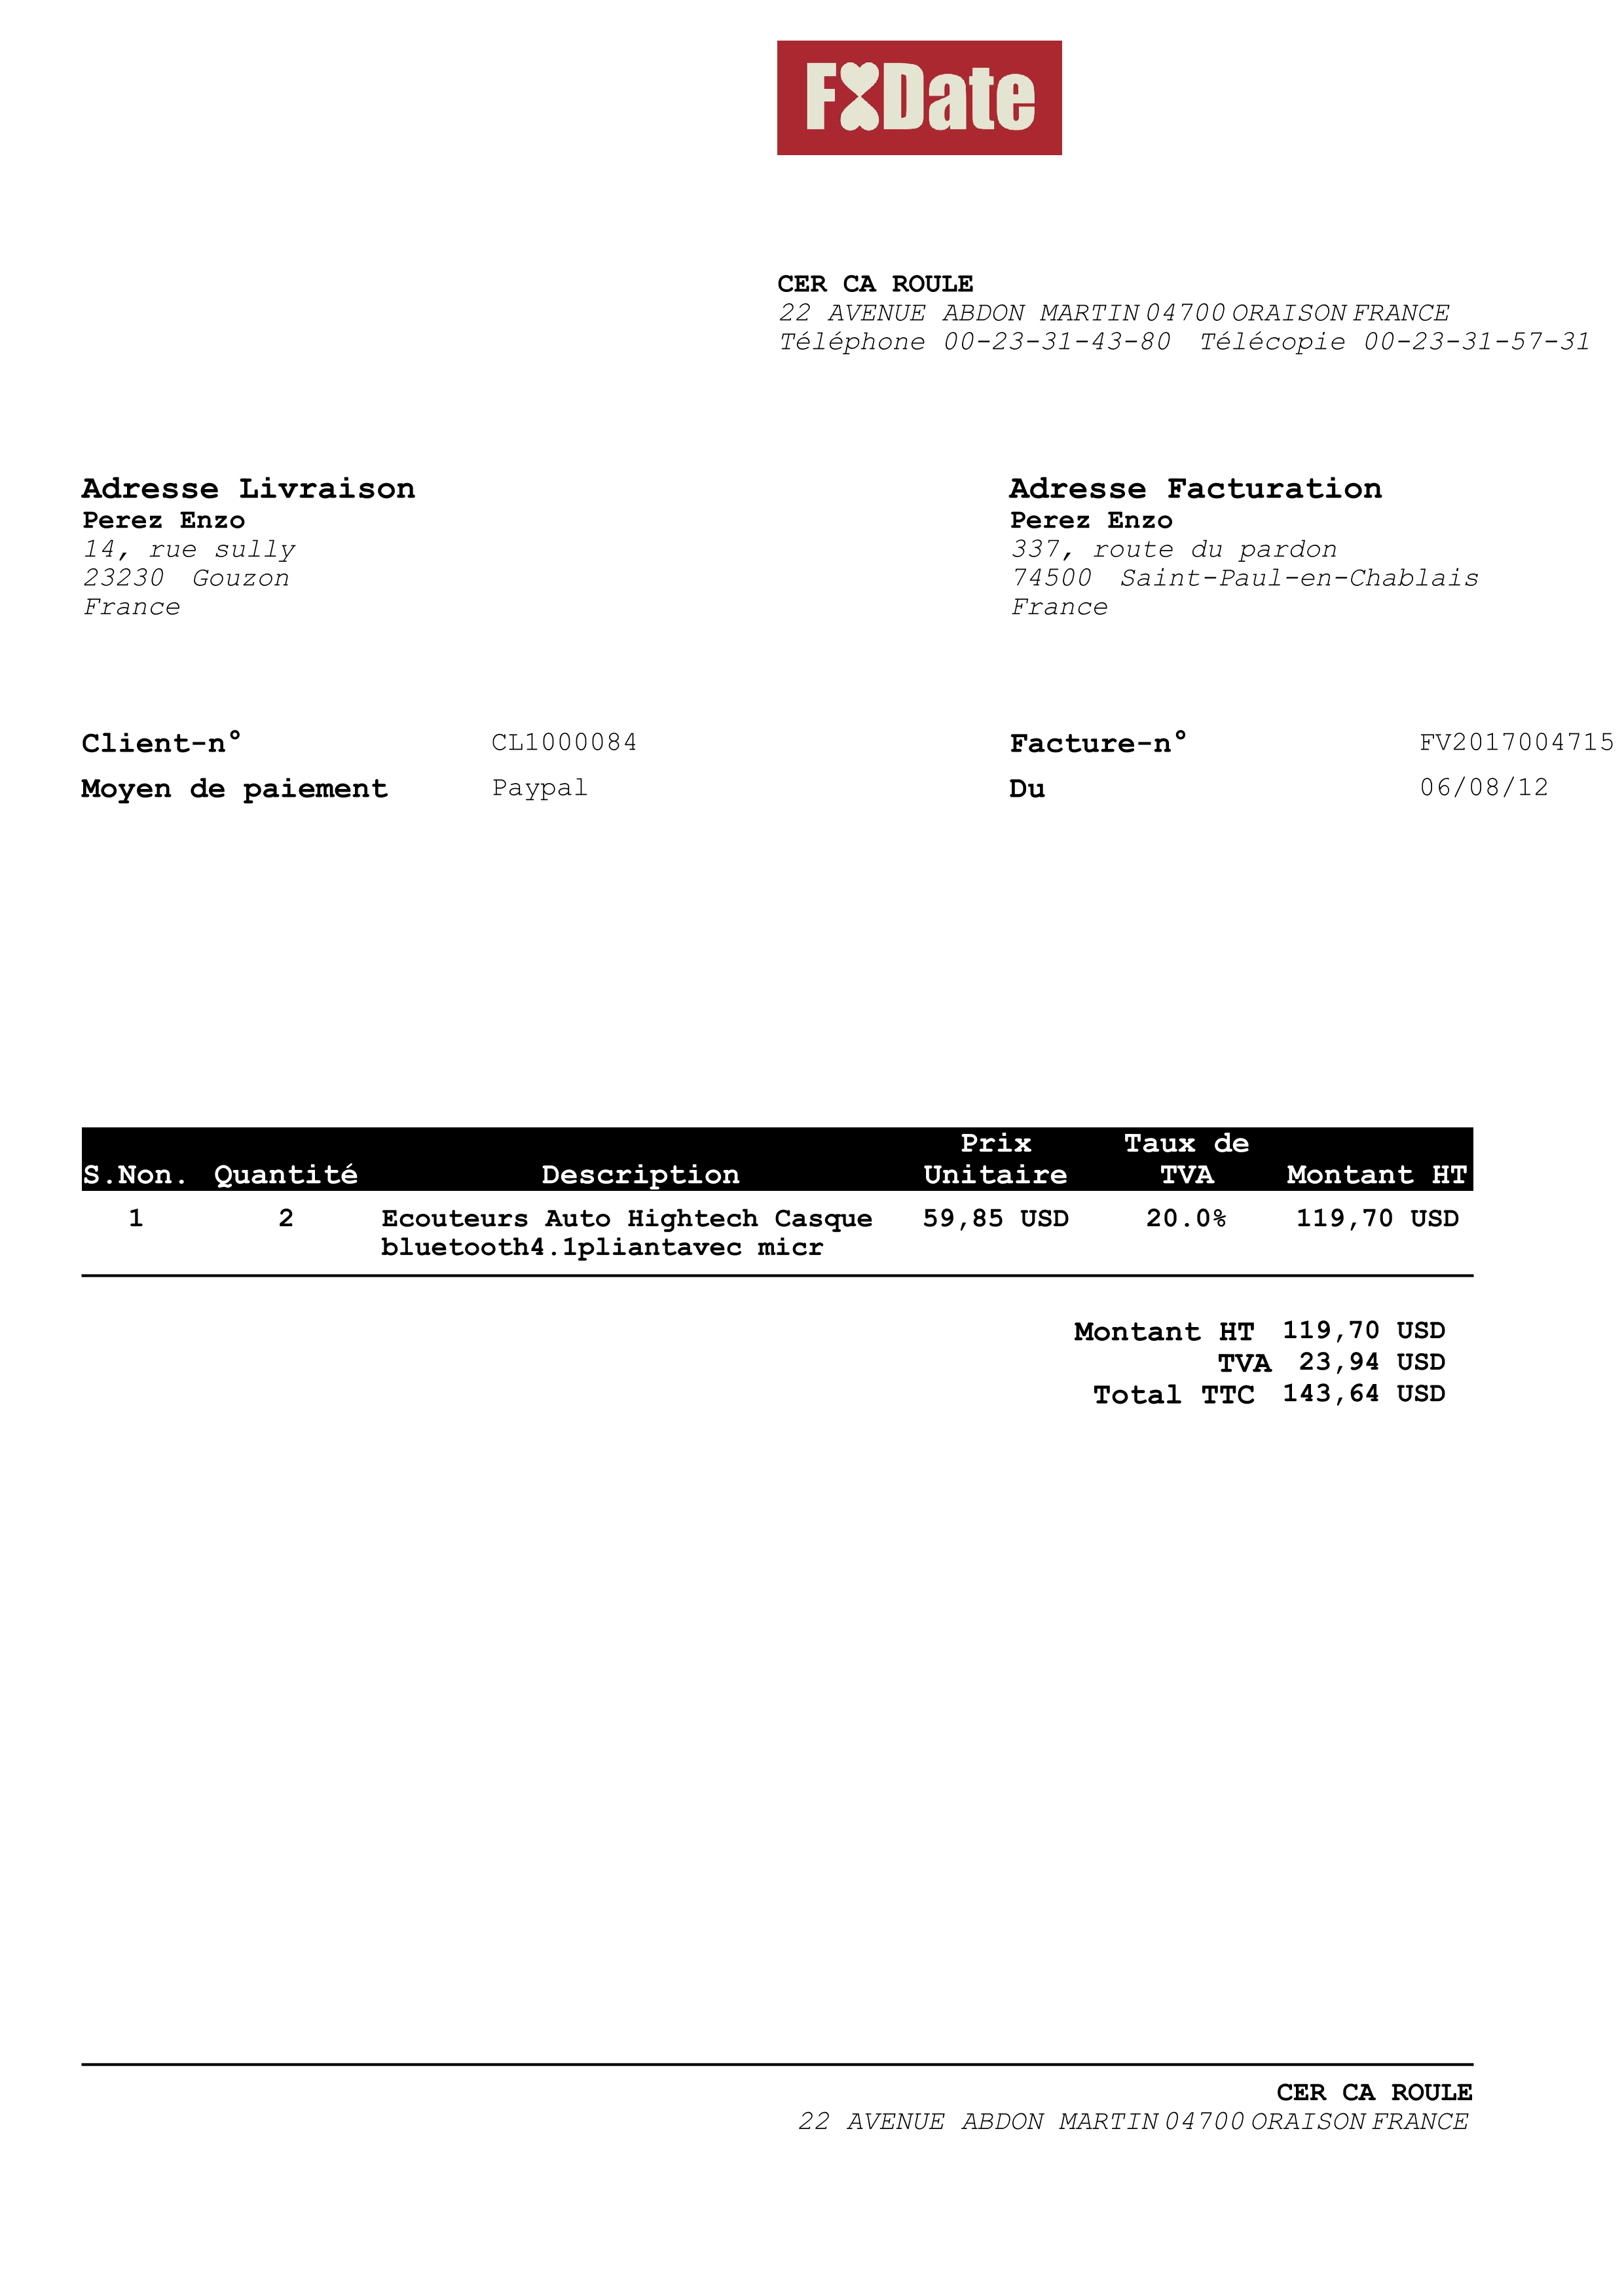 FXDate
CER CA ROULE
22 AVENUE ABDON MARTIN 04700 ORAISON FRANCE
Téléphone 00-23-31-43-80 Télécopie 00-23-31-57-31
Adresse Livraison
Perez Enzo
14, rue sully
23230 Gouzon
France
Adresse Facturation
Perez Enzo
337, route du pardon
74500 Saint-Paul-en-Chablais
France
Client-n° CL1000084
Moyen de paiement Paypal
Facture-n° FV2017004715
Du 06/08/12
S.Non. Quantité Description Prix Unitaire Taux de TVA Montant HT
1 2 Ecouteurs Auto Hightech Casque 59,85 USD 20.0% 119,70 USD
bluetooth4.1pliantavec micr
Montant HT 119,70 USD
TVA 23,94 USD
Total TTC 143,64 USD
CER CA ROULE
22 AVENUE ABDON MARTIN 04700 ORAISON FRANCE